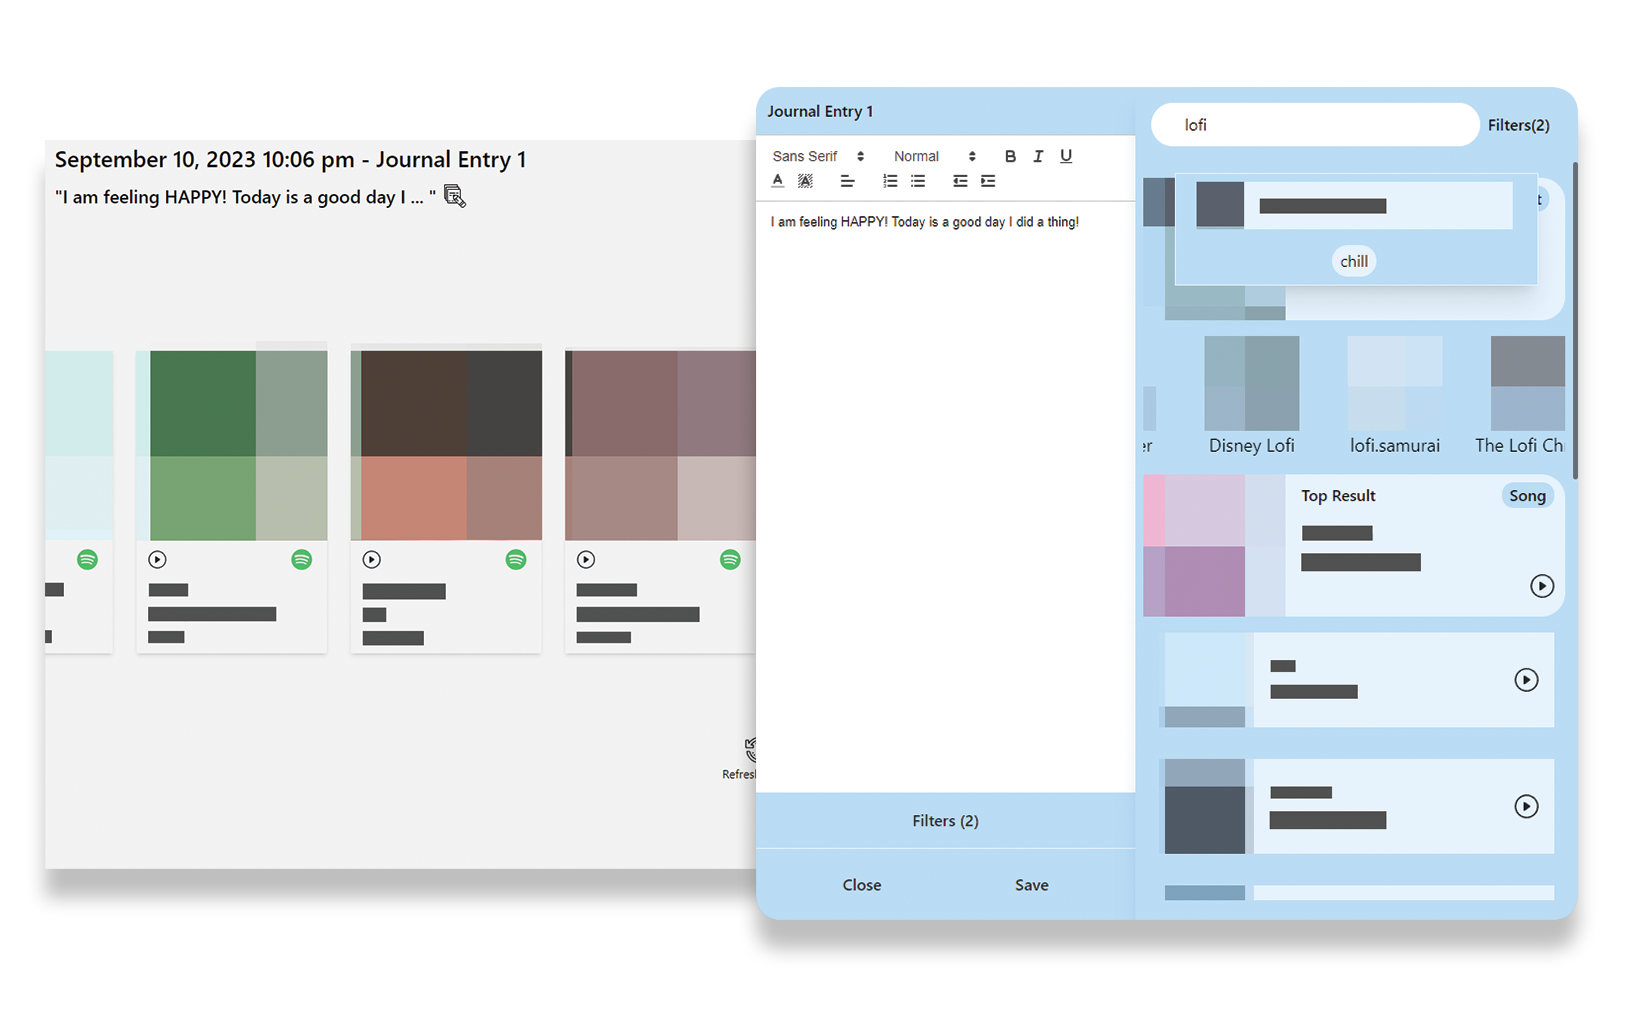 September 10, 2023 10:06 pm - Journal Entry 1
"I am feeling HAPPY! Today is a good day I ... "
Refresh
Journal Entry 1
Sans Serif
Normal
B I U
A A
I am feeling HAPPY! Today is a good day I did a thing!
Filters (2)
Close
Save
lofi
Filters(2)
t
chill
er
Disney Lofi
lofi.samurai
The Lofi Ch
Top Result
Song